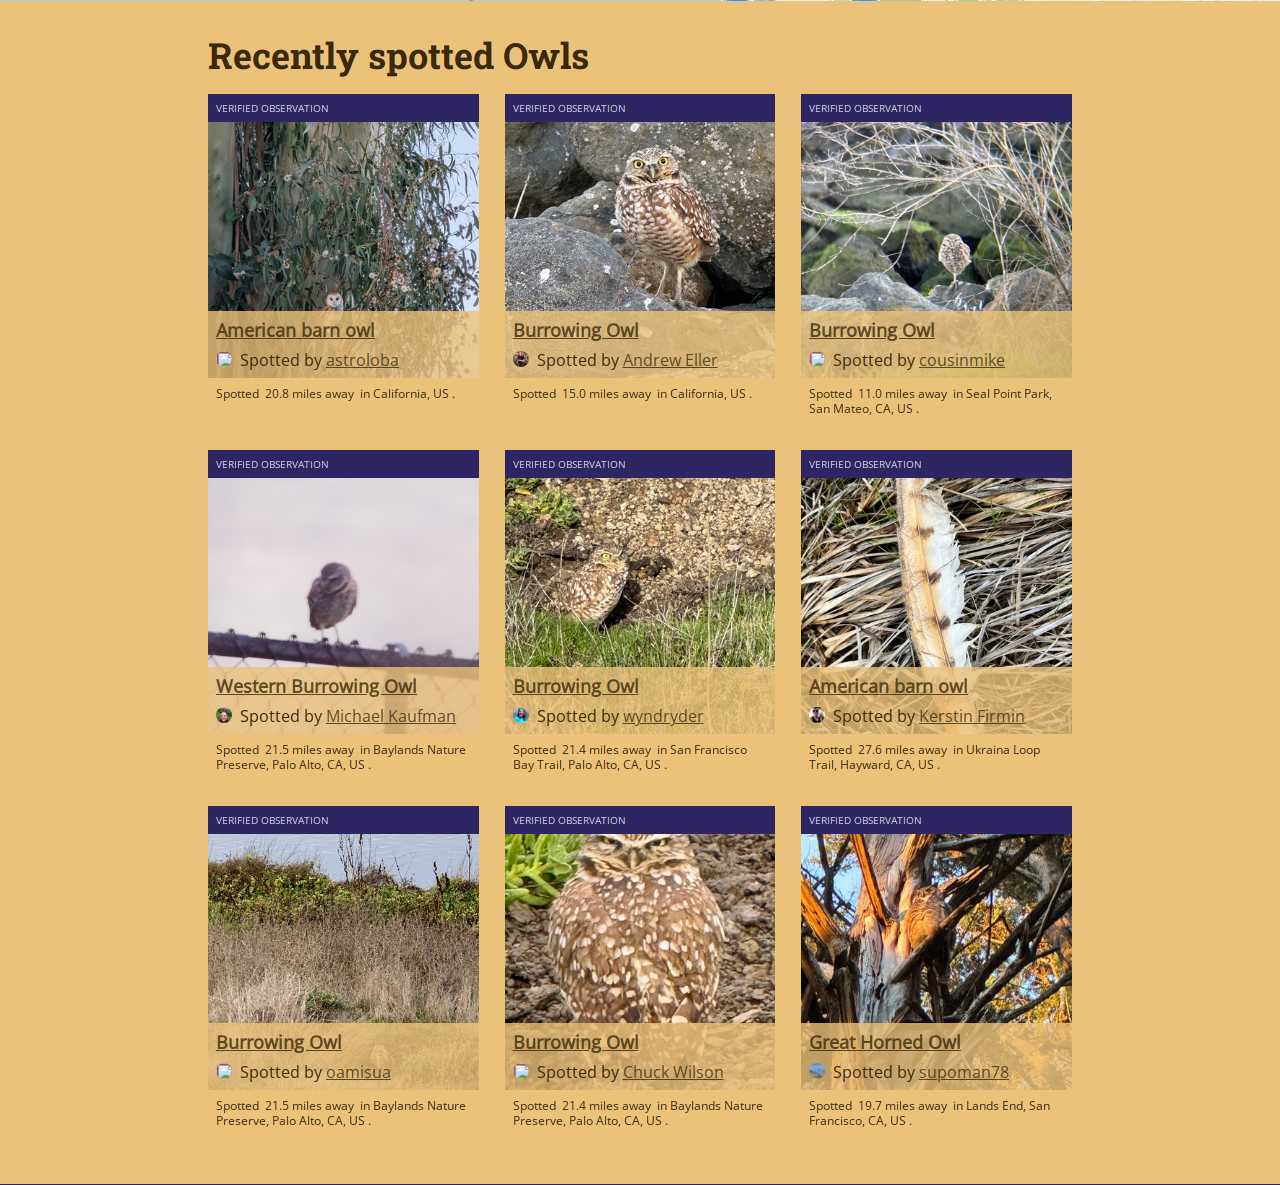 Recently spotted Owls
VERIFIED OBSERVATION
American barn owl
Spotted by astroloba
Spotted 20.8 miles away in California, US .
VERIFIED OBSERVATION
Burrowing Owl
Spotted by Andrew Eller
Spotted 15.0 miles away in California, US .
VERIFIED OBSERVATION
Burrowing Owl
Spotted by cousinmike
Spotted 11.0 miles away in Seal Point Park,
San Mateo, CA, US .
VERIFIED OBSERVATION
Western Burrowing Owl
Spotted by Michael Kaufman
Spotted 21.5 miles away in Baylands Nature
Preserve, Palo Alto, CA, US .
VERIFIED OBSERVATION
Burrowing Owl
Spotted by wyndryder
Spotted 21.4 miles away in San Francisco
Bay Trail, Palo Alto, CA, US .
VERIFIED OBSERVATION
American barn owl
Spotted by Kerstin Firmin
Spotted 27.6 miles away in Ukraina Loop
Trail, Hayward, CA, US .
VERIFIED OBSERVATION
Burrowing Owl
Spotted by oamisua
Spotted 21.5 miles away in Baylands Nature
Preserve, Palo Alto, CA, US .
VERIFIED OBSERVATION
Burrowing Owl
Spotted by Chuck Wilson
Spotted 21.4 miles away in Baylands Nature
Preserve, Palo Alto, CA, US .
VERIFIED OBSERVATION
Great Horned Owl
Spotted by supoman78
Spotted 19.7 miles away in Lands End, San
Francisco, CA, US .